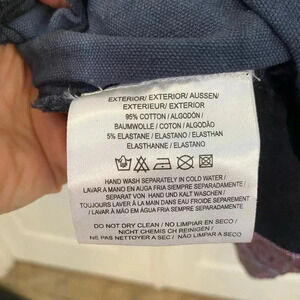 EXTERIOR/ EXTERIOR/ AUSSEN/
EXTERIEUR/ EXTERIOR
95% COTTON / ALGODÓN /
BAUMWOLLE / COTON / ALGODÃO
5% ELASTANE / ELASTANO / ELASTHAN
ELASTHANNE / ELASTANO
HAND WASH SEPARATELY IN COLD WATER /
LAVAR A MANO EN AUGA FRIA SIEMPRE SEPARADAMENTE /
SEPARAT VON HAND UND KALT WASCHEN /
TOUJOURS LAVER À LA MAIN DANS EAU FROIDE SEPAREMENT
LAVAR À MÃO EM ÁGUA FRIA SEMPRE SEPARADAMENTE
DO NOT DRY CLEAN / NO LIMPIAR EN SECO /
NICHT CHEMISCH REINIGEN /
NE PAS NETTOYER A SEC / NÃO LIMPAR A SECO